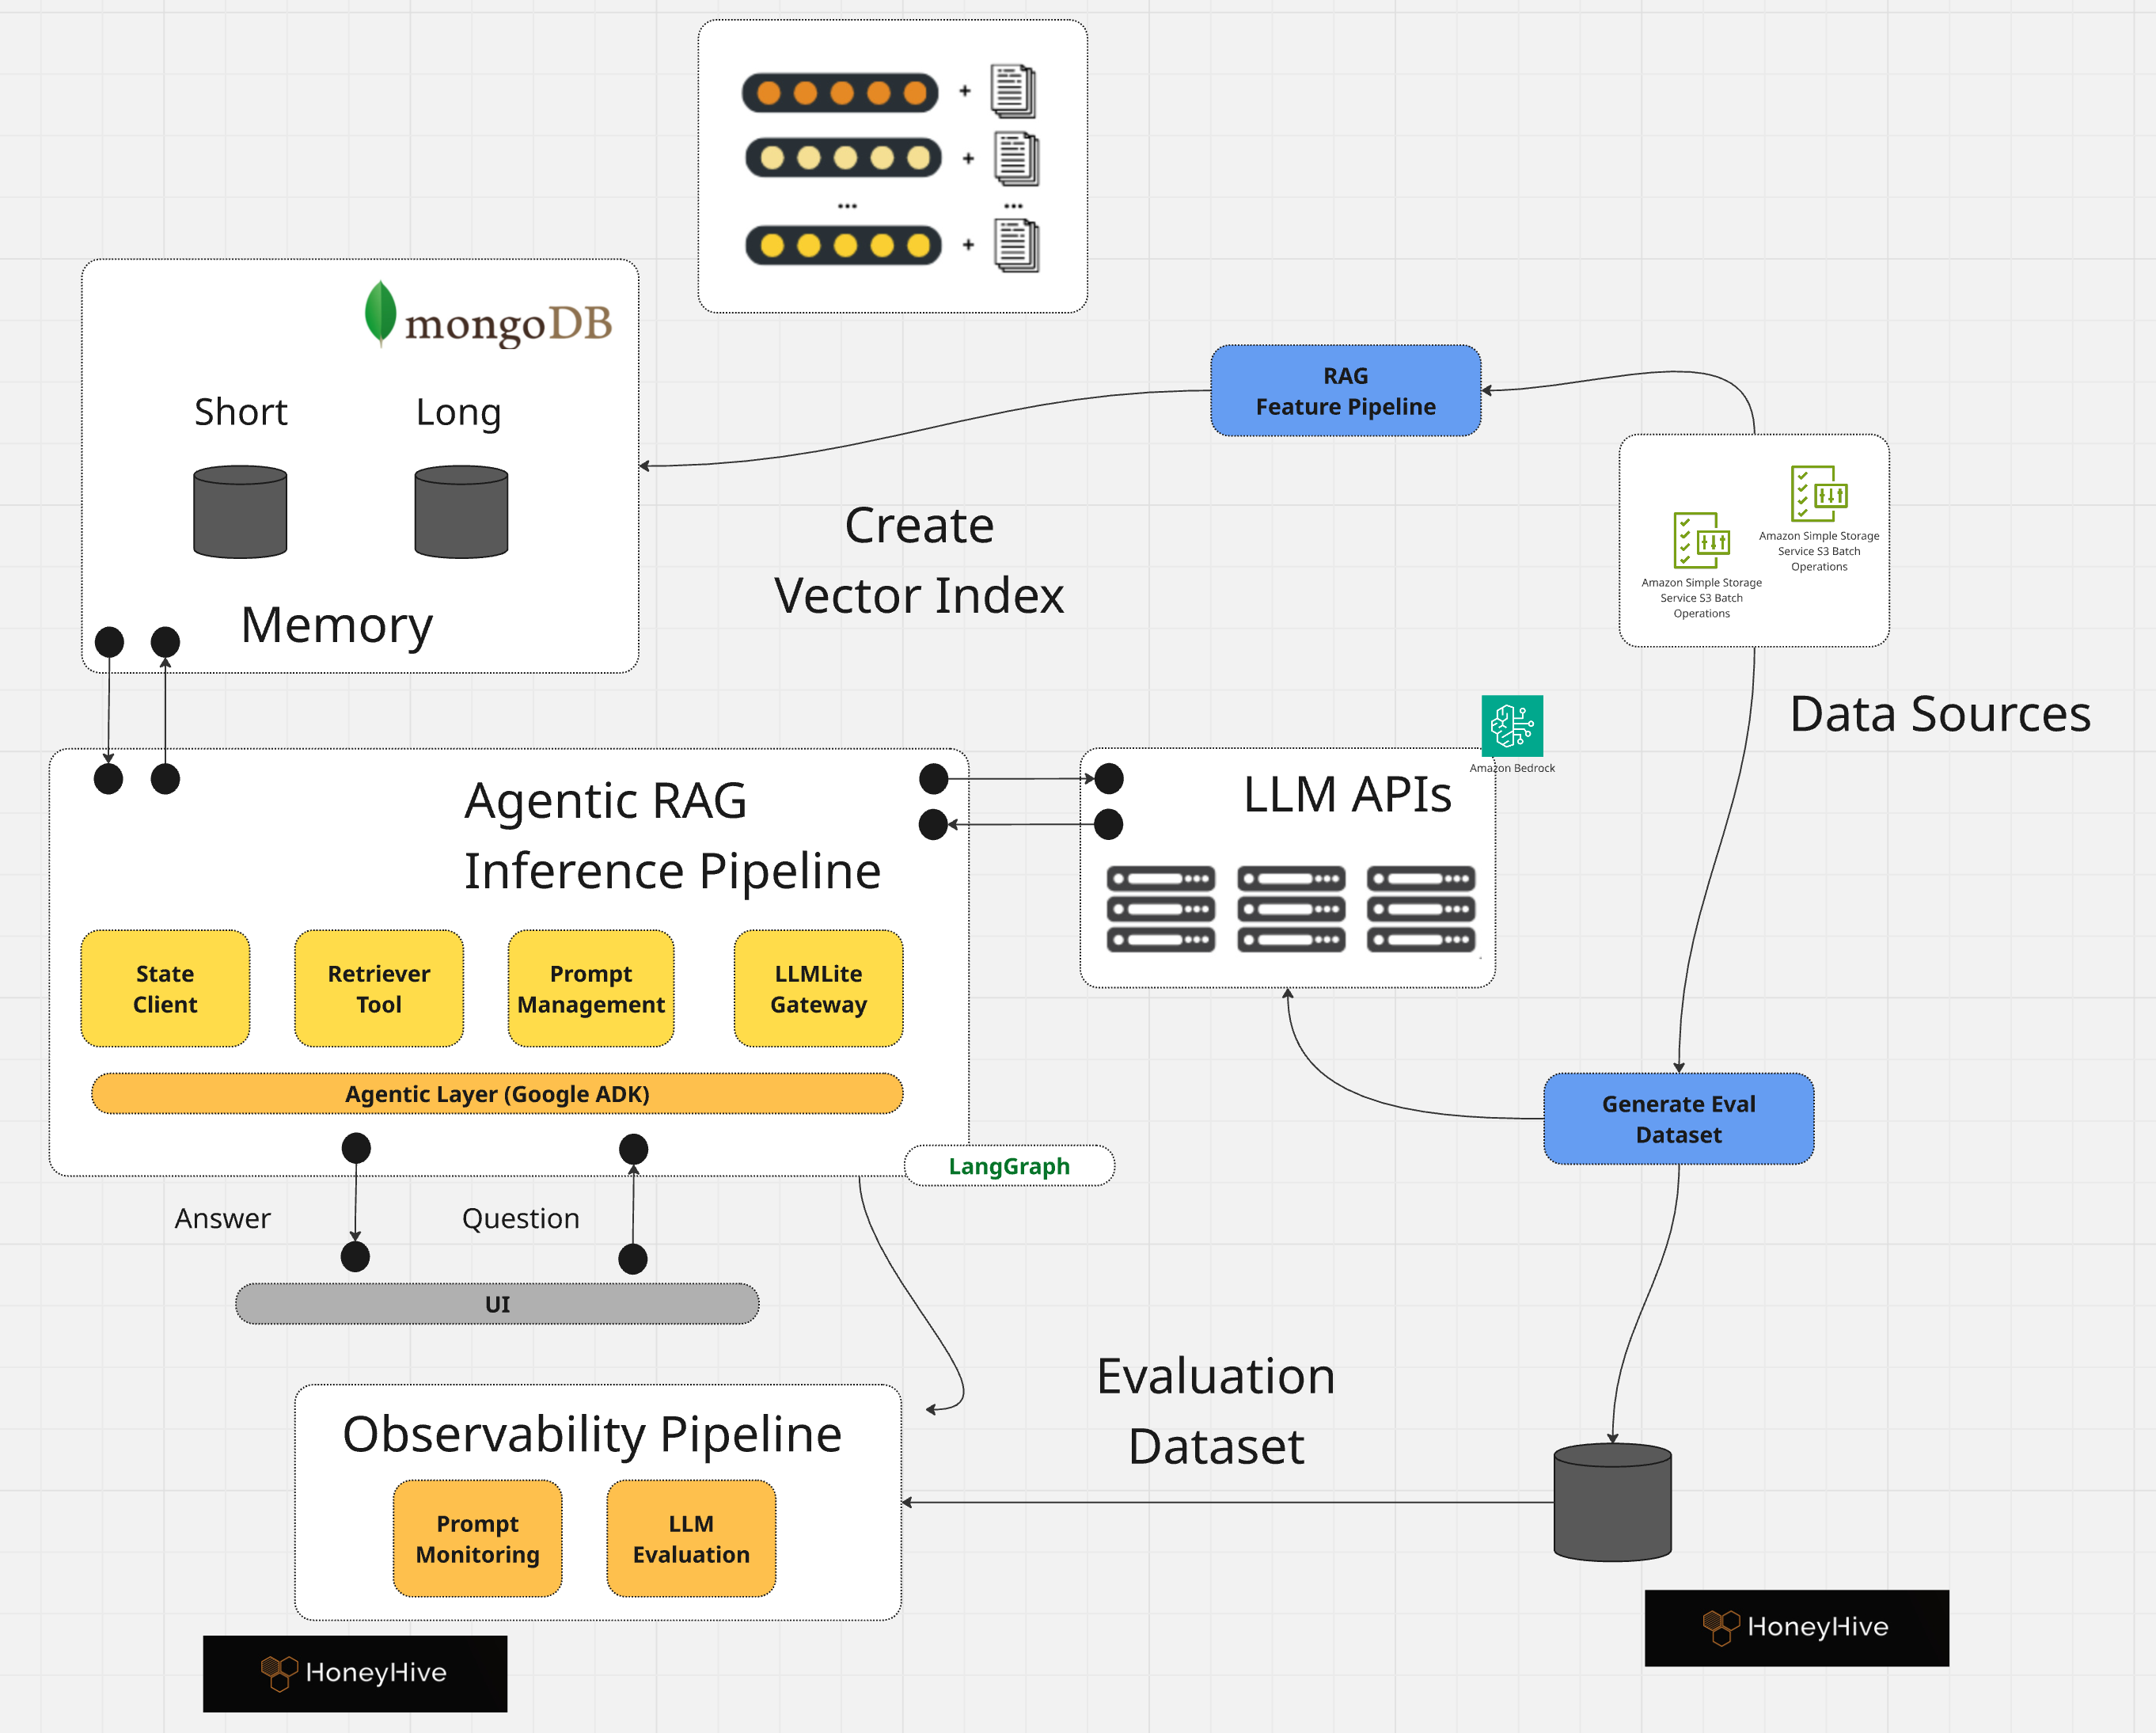 mongoDB
Short
Long
Memory
RAG
Feature Pipeline
Create
Vector Index
Amazon Simple Storage
Service S3 Batch
Operations
Amazon Simple Storage
Service S3 Batch
Operations
Data Sources
Amazon Bedrock
LLM APIs
Agentic RAG
Inference Pipeline
State
Client
Retriever
Tool
Prompt
Management
LLMLite
Gateway
Agentic Layer (Google ADK)
LangGraph
Generate Eval
Dataset
Answer
Question
UI
Evaluation
Dataset
Observability Pipeline
Prompt
Monitoring
LLM
Evaluation
HoneyHive
HoneyHive